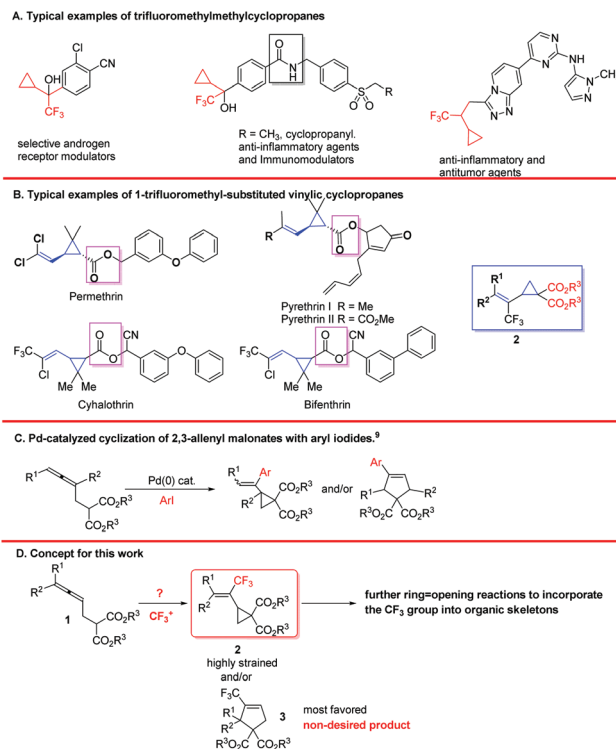 A. Typical examples of trifluoromethylmethylcyclopropanes
Cl
OH
CN
CF3
selective androgen
receptor modulators
O
N
H
F3C
OH
S
O O
R
R = CH3, cyclopropanyl.
anti-inflammatory agents
and Immunomodulators
N
N
NH
N
CH
N
N
F3C
N
N
anti-inflammatory and
antitumor agents
B. Typical examples of 1-trifluoromethyl-substituted vinylic cyclopropanes
Cl
Cl
O
O
O
Permethrin
R
O
O
O
Pyrethrin I R = Me
Pyrethrin II R = CO2Me
R1
R2
CF3
CO2R3
CO2R3
2
F3C
Cl
Me Me
O
O
CN
O
Cyhalothrin
F3C
Cl
Me Me
O
O
CN
Bifenthrin
C. Pd-catalyzed cyclization of 2,3-allenyl malonates with aryl iodides.9
R1
R2
CO2R3
CO2R3
Pd(0) cat.
ArI
R1
Ar
R2
CO2R3
CO2R3
and/or
Ar
R1
R2
R3O2C CO2R3
D. Concept for this work
R1
R2
1
CO2R3
CO2R3
?
CF3+
R1
CF3
R2
CO2R3
CO2R3
2
highly strained
and/or
further ring=opening reactions to incorporate
the CF3 group into organic skeletons
F3C
R1
R2
3
R3O2C CO2R3
most favored
non-desired product